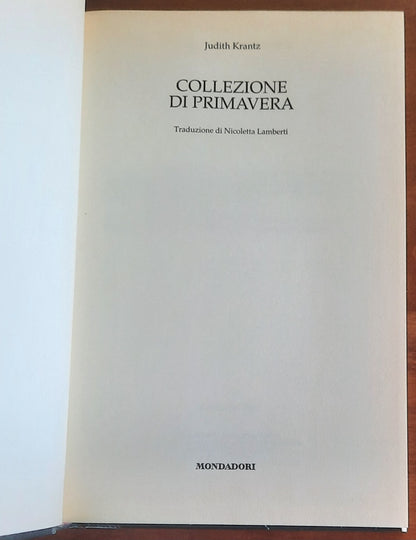 Judith Krantz
COLLEZIONE
DI PRIMAVERA
Traduzione di Nicoletta Lamberti
MONDADORI